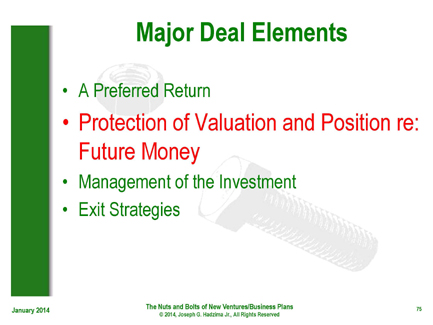 Major Deal Elements
• A Preferred Return
• Protection of Valuation and Position re:
Future Money
• Management of the Investment
• Exit Strategies
January 2014
The Nuts and Bolts of New Ventures/Business Plans
© 2014, Joseph G. Hadzima Jr., All Rights Reserved
75